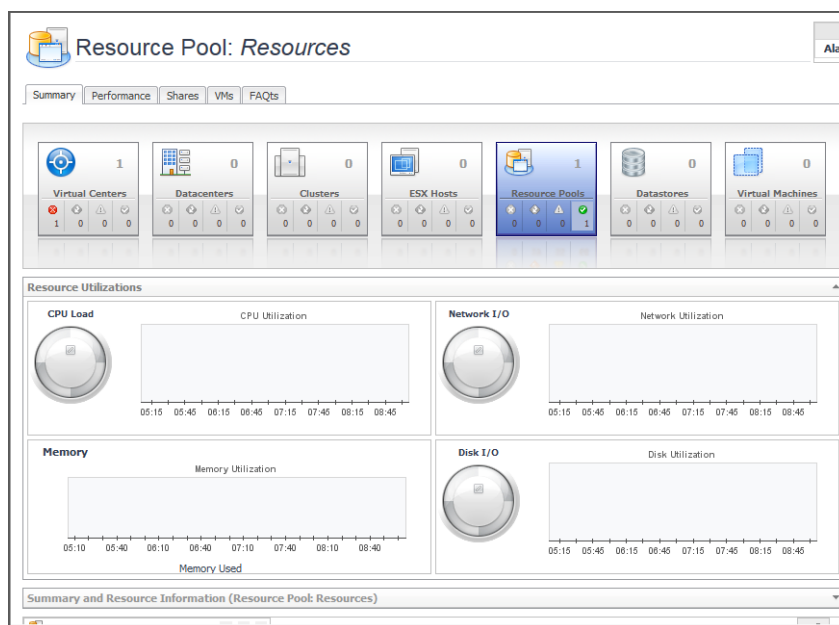 Resource Pool: Resources
Ala
Summary Performance Shares VMs FAQts
1 0 0 0 1 0 0
Virtual Centers Datacenters Clusters ESX Hosts Resource Pools Datastores Virtual Machines
1 0 0 0 0 0 0 0 0 0 0 0 0 0 0 0 0 0 0 1 0 0 0 0 0 0 0 0
Resource Utilizations
CPU Load
CPU Utilization
05:15 05:45 06:15 06:45 07:15 07:45 08:15 08:45
Network I/O
Network Utilization
05:15 05:45 06:15 06:45 07:15 07:45 08:15 08:45
Memory
Memory Utilization
05:10 05:40 06:10 06:40 07:10 07:40 08:10 08:40
Memory Used
Disk I/O
Disk Utilization
05:15 05:45 06:15 06:45 07:15 07:45 08:15 08:45
Summary and Resource Information (Resource Pool: Resources)